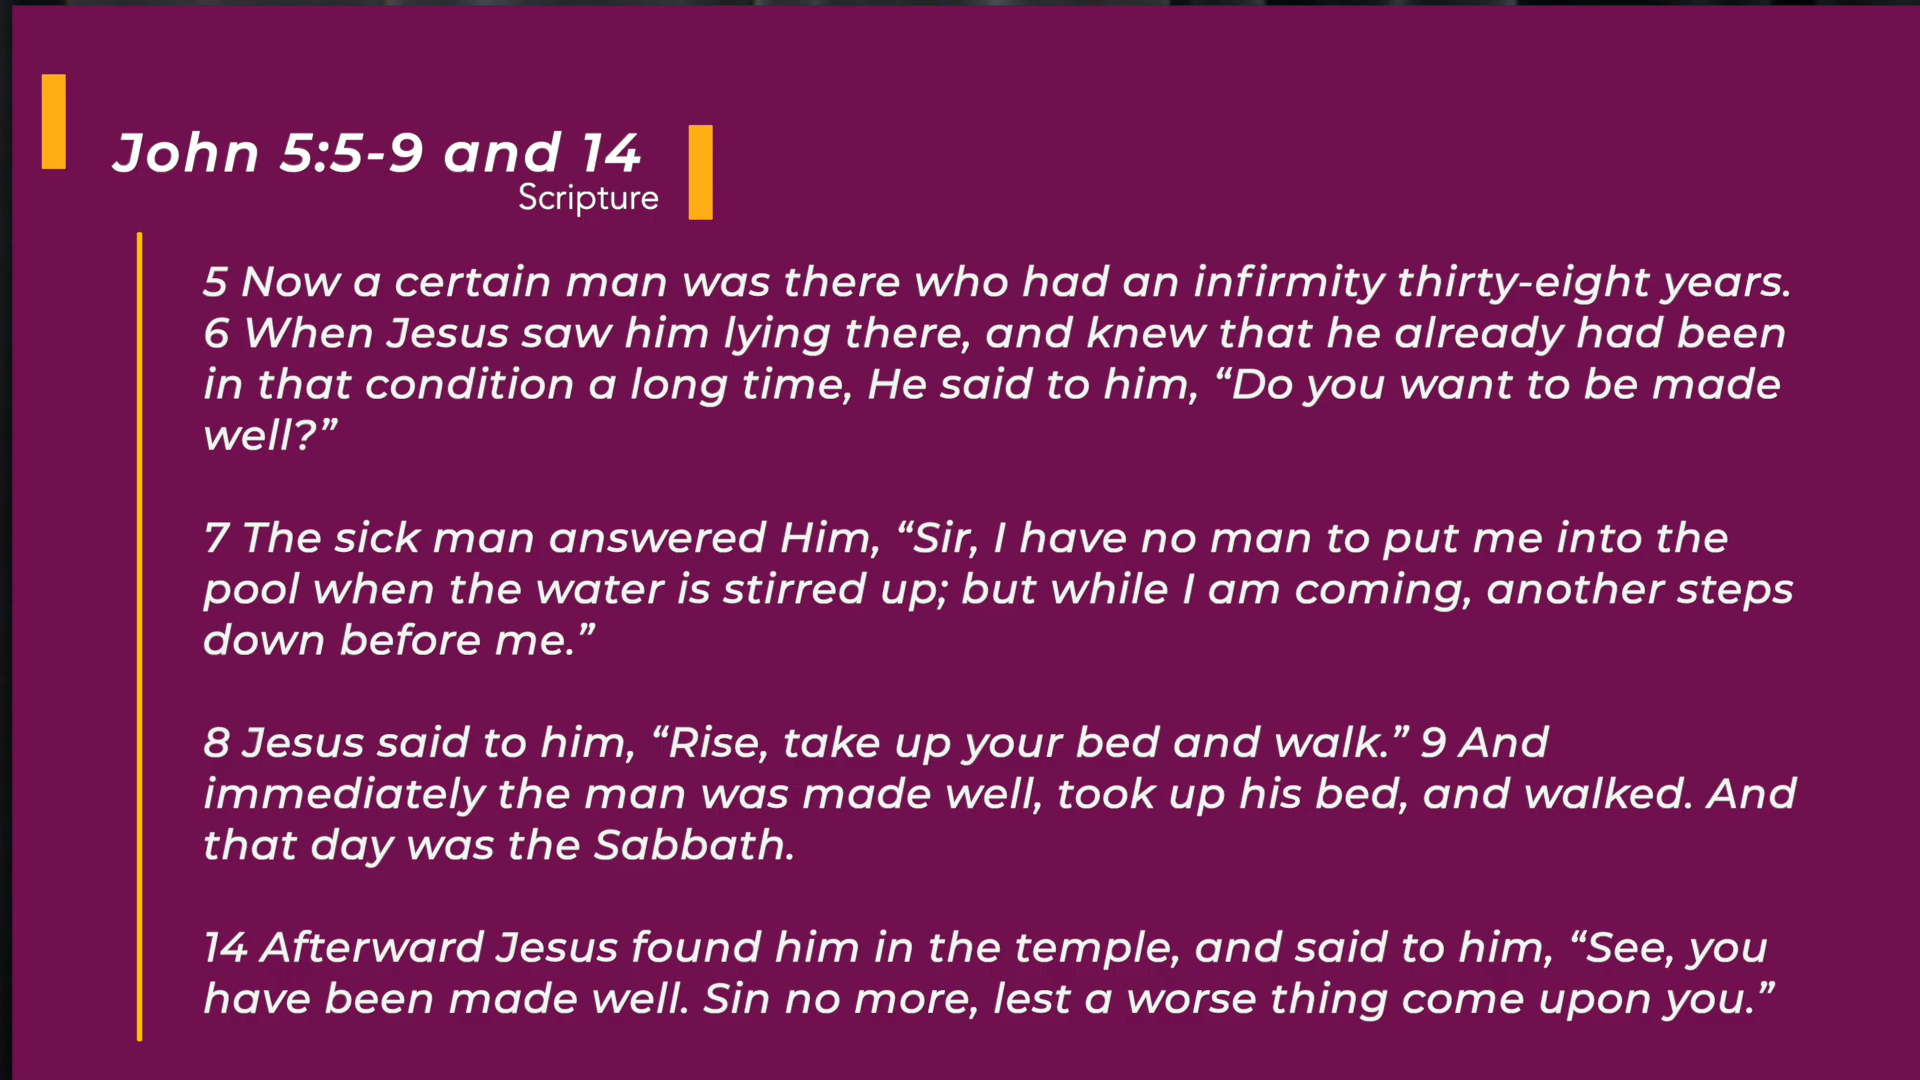 John 5:5-9 and 14
Scripture
5 Now a certain man was there who had an infirmity thirty-eight years.
6 When Jesus saw him lying there, and knew that he already had been
in that condition a long time, He said to him, “Do you want to be made
well?”
7 The sick man answered Him, “Sir, I have no man to put me into the
pool when the water is stirred up; but while I am coming, another steps
down before me.”
8 Jesus said to him, “Rise, take up your bed and walk.” 9 And
immediately the man was made well, took up his bed, and walked. And
that day was the Sabbath.
14 Afterward Jesus found him in the temple, and said to him, “See, you
have been made well. Sin no more, lest a worse thing come upon you.”